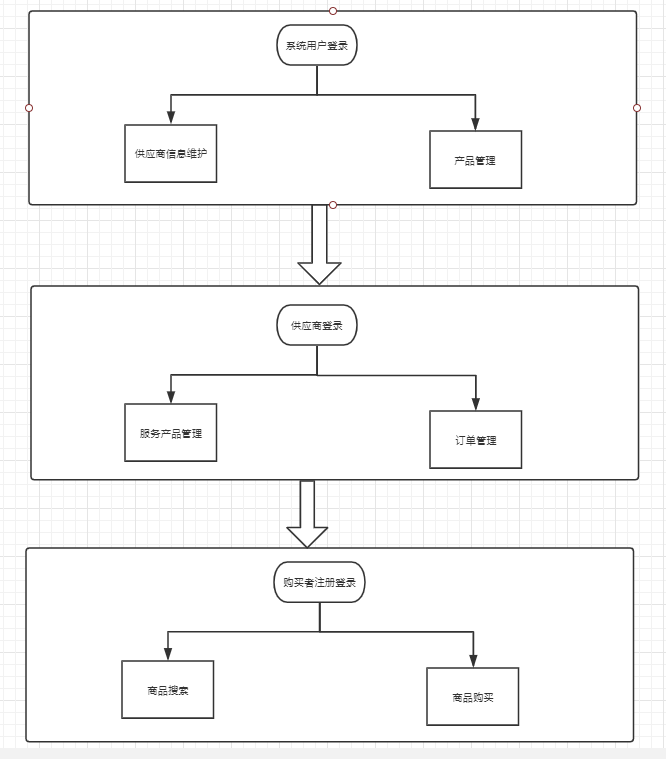 系统用户登录
供应商信息维护
产品管理
供应商登录
服务产品管理
订单管理
购买者注册登录
商品搜索
商品购买